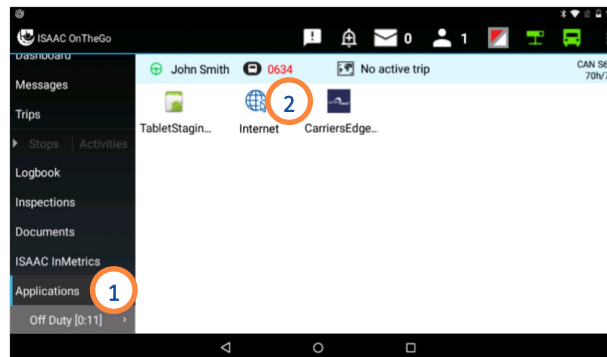 ISAAC OnTheGo
0
1
Dashboard
John Smith
0634
No active trip
CAN S
70h/7
Messages
Trips
Stops
Activities
2
TabletStagin...
Internet
CarriersEdge..
Logbook
Inspections
Documents
ISAAC InMetrics
Applications
1
Off Duty [0:11]